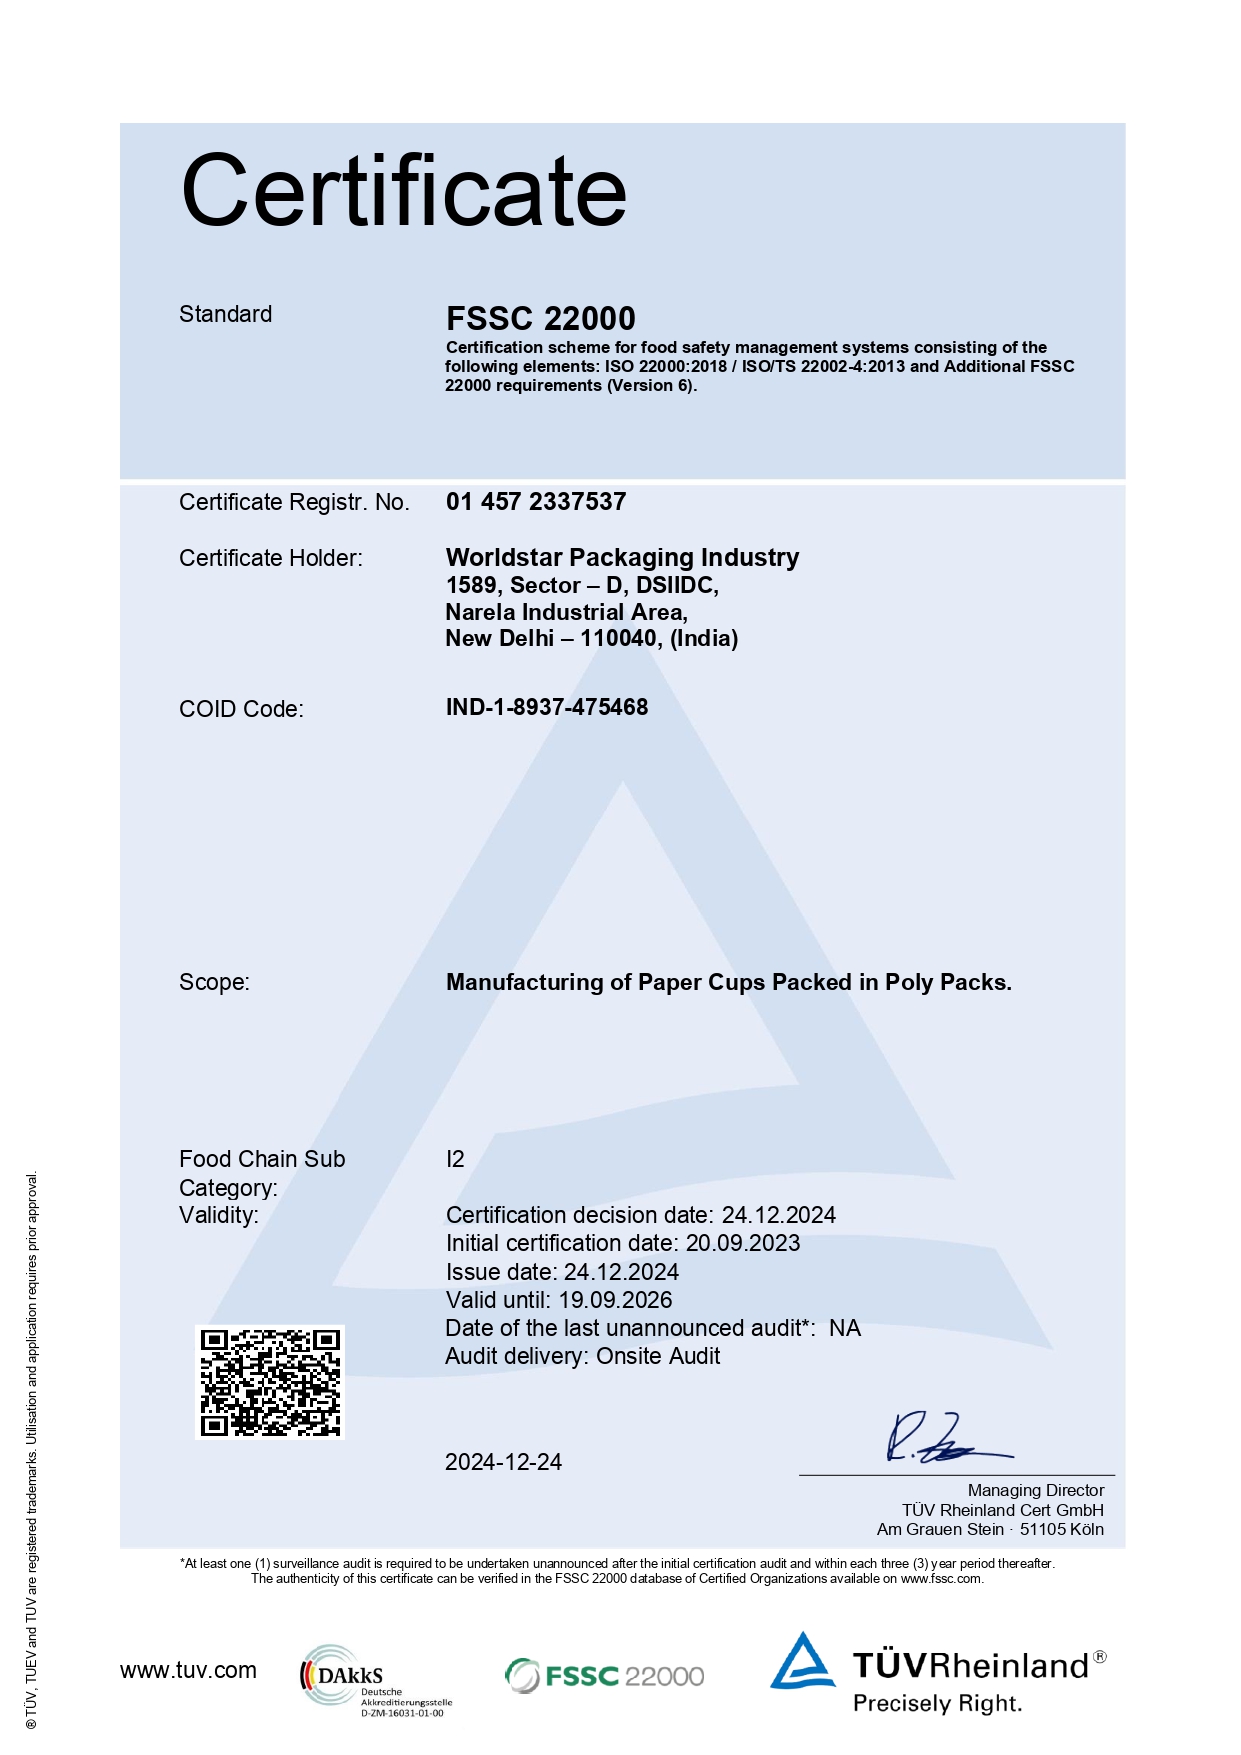 Certificate
Standard
FSSC 22000
Certification scheme for food safety management systems consisting of the
following elements: ISO 22000:2018 / ISO/TS 22002-4:2013 and Additional FSSC
22000 requirements (Version 6).
Certificate Registr. No.
01 457 2337537
Certificate Holder:
Worldstar Packaging Industry
1589, Sector – D, DSIIDC,
Narela Industrial Area,
New Delhi – 110040, (India)
COID Code:
IND-1-8937-475468
Scope:
Manufacturing of Paper Cups Packed in Poly Packs.
Food Chain Sub
Category:
I2
Validity:
Certification decision date: 24.12.2024
Initial certification date: 20.09.2023
Issue date: 24.12.2024
Valid until: 19.09.2026
Date of the last unannounced audit*:  NA
Audit delivery: Onsite Audit
2024-12-24
Managing Director
TÜV Rheinland Cert GmbH
Am Grauen Stein · 51105 Köln
*At least one (1) surveillance audit is required to be undertaken unannounced after the initial certification audit and within each three (3) year period thereafter.
The authenticity of this certificate can be verified in the FSSC 22000 database of Certified Organizations available on www.fssc.com.
® TÜV, TUEV and TUV are registered trademarks. Utilisation and application requires prior approval.
www.tuv.com
DAkkS
Deutsche
Akkreditierungsstelle
D-ZM-16031-01-00
FSSC 22000
TÜVRheinland®
Precisely Right.